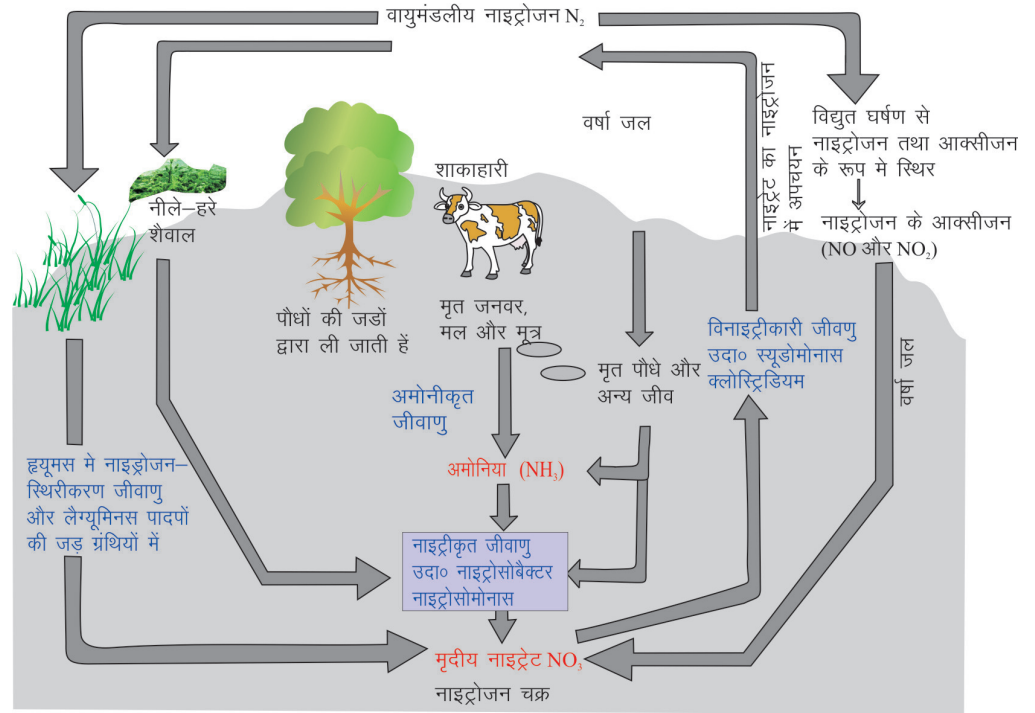 वायुमंडलीय नाइट्रोजन N₂
वर्षा जल
नाइट्रेट का नाइट्रोजन
में अपचयन
विद्युत घर्षण से
नाइट्रोजन तथा आक्सीजन
के रूप मे स्थिर
नाइट्रोजन के आक्सीजन
(NO और NO₂)
वर्षा जल
नीले–हरे
शैवाल
शाकाहारी
पौधों की जडों
द्वारा ली जाती हें
मृत जनवर,
मल और मूत्र
मृत पौधे और
अन्य जीव
विनाइट्रीकारी जीवणु
उदा० स्यूडोमोनास
क्लोस्ट्रिडियम
अमोनीकृत
जीवाणु
हृयूमस मे नाइड्रोजन–
स्थिरीकरण जीवाणु
और लैग्यूमिनस पादपों
की जड़ ग्रंथियों में
अमोनिया (NH₃)
नाइट्रीकृत जीवाणु
उदा० नाइट्रोसोबैक्टर
नाइट्रोसोमोनास
मृदीय नाइट्रेट NO₃
नाइट्रोजन चक्र